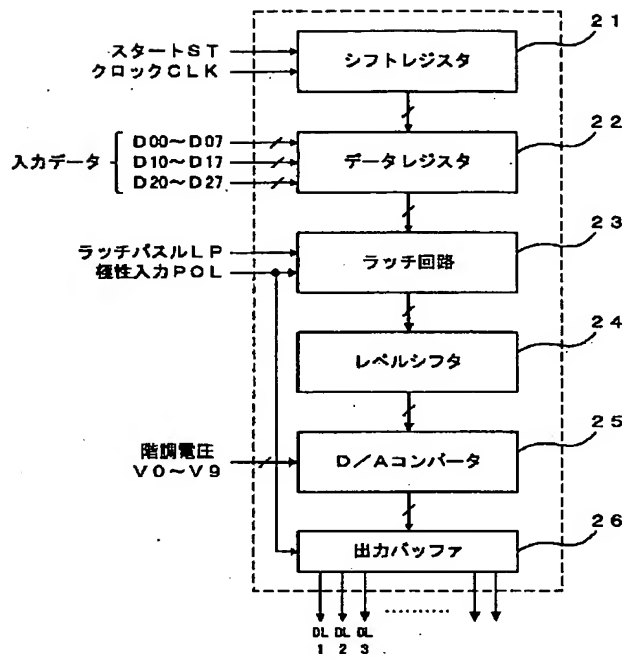 21
スタートST
クロックCLK
シフトレジスタ
22
入力データ
D00～D07
D10～D17
D20～D27
データレジスタ
23
ラッチパスルLP
極性入力POL
ラッチ回路
24
レベルシフタ
25
階調電圧
V0～V9
D／Aコンバータ
26
出力バッファ
DL DL DL
1 2 3